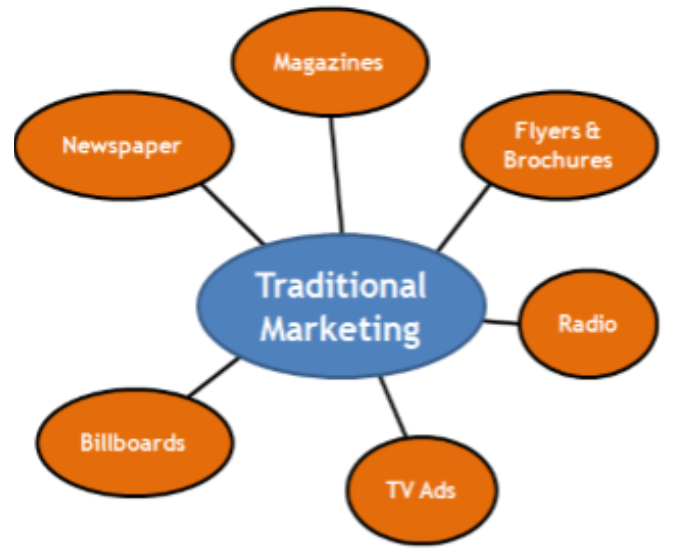 Magazines
Newspaper
Flyers &
Brochures
Traditional
Marketing
Radio
Billboards
TV Ads